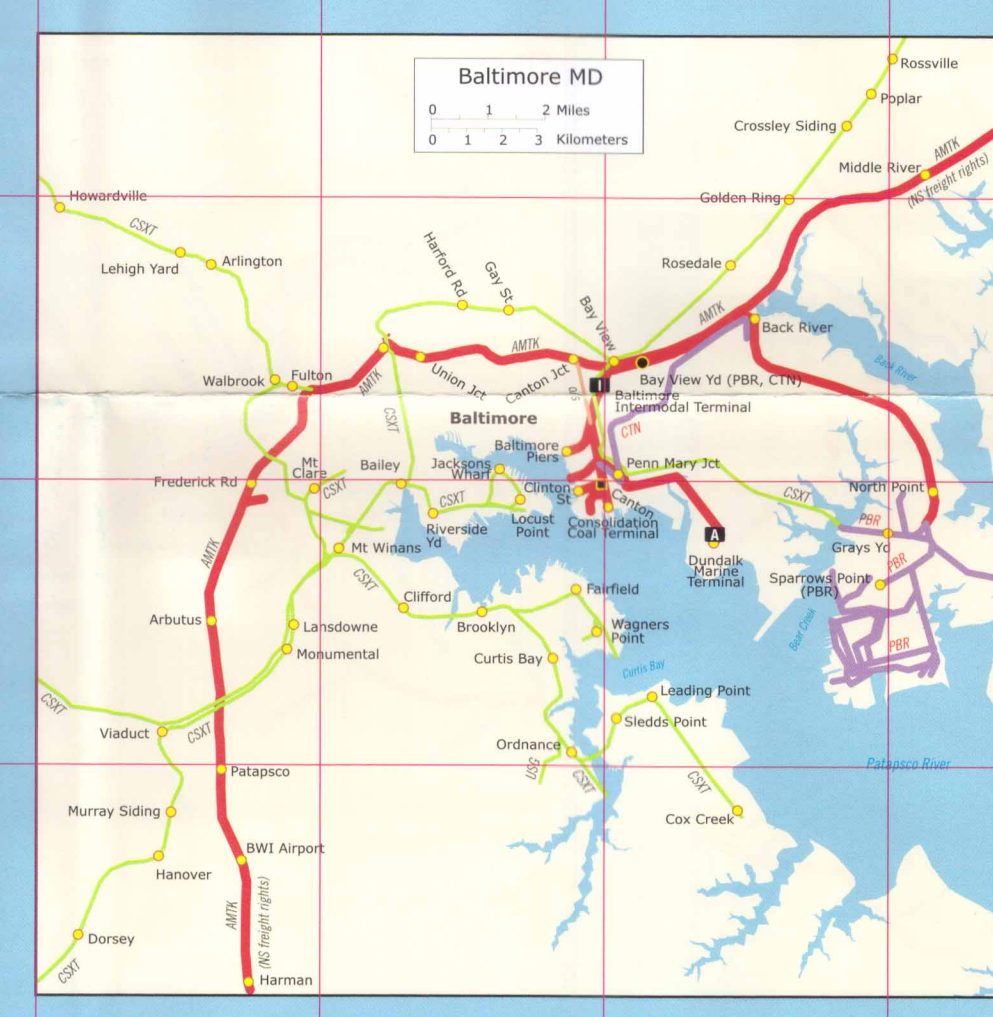 Baltimore MD
0 1 2 Miles
0 1 2 3 Kilometers
Rossville
Poplar
Crossley Siding
AMTK
Middle River
(NS freight rights)
Howardville
Golden Ring
CSXT
Lehigh Yard
Arlington
Harford Rd
Gay St
Rosedale
Bay View
AMTK
Back River
AMTK
Union Jct
Canton Jct
Back River
Walbrook
Fulton
AMTK
I
Bay View Yd (PBR, CTN)
Baltimore
Intermodal Terminal
Baltimore
CSXT
CTN
Baltimore
Piers
Mt
Clare
Bailey
Jacksons
Wharf
Penn Mary Jct
Frederick Rd
CSXT
Clinton
St
Canton
CSXT
North Point
CSXT
Riverside
Yd
Locust
Point
Consolidation
Coal Terminal
A
PBR
Grays Yd
AMTK
Mt Winans
Dundalk
Marine
Terminal
PBR
Sparrows Point
(PBR)
CSXT
Clifford
Fairfield
Arbutus
Lansdowne
Brooklyn
Wagners
Point
Bear Creek
PBR
Monumental
Curtis Bay
Curtis Bay
CSXT
Leading Point
Viaduct
CSXT
Sledds Point
Ordnance
Patapsco
USG
CSXT
CSXT
Patapsco River
Murray Siding
Cox Creek
BWI Airport
Hanover
AMTK
(NS freight rights)
Dorsey
CSXT
Harman